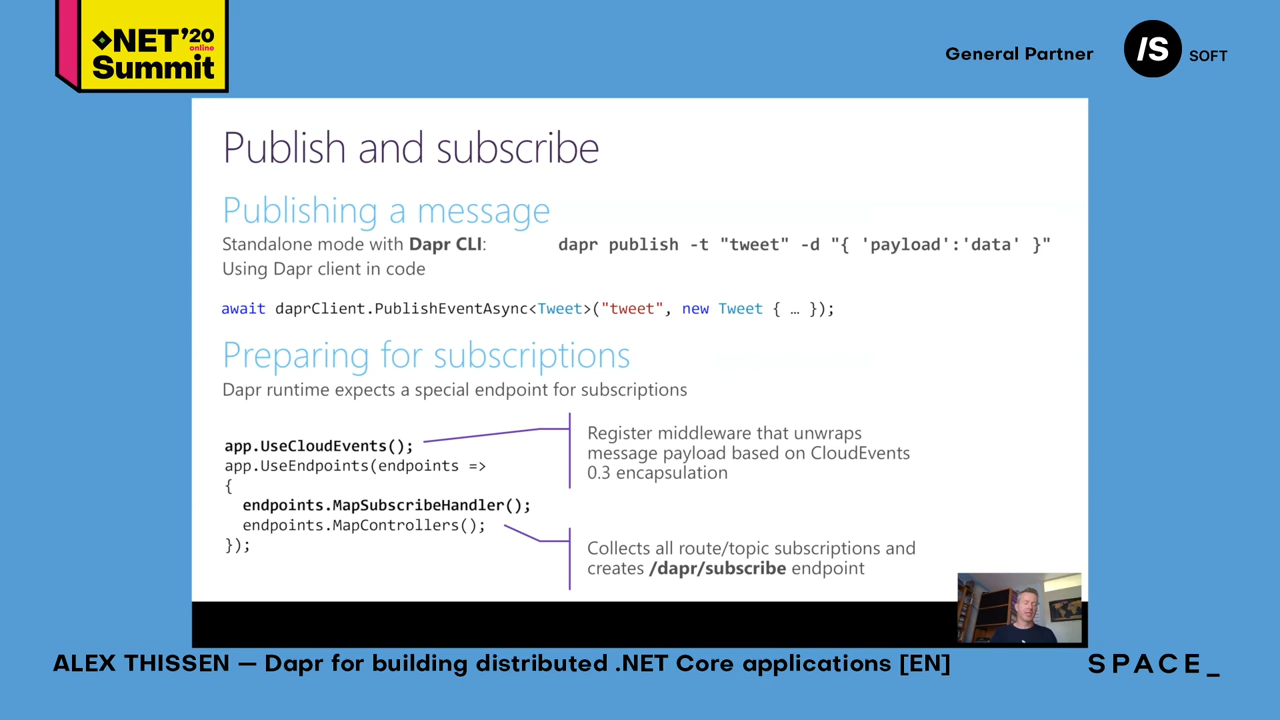 .NET'20
online
Summit
General Partner
/S
SOFT
Publish and subscribe
Publishing a message
Standalone mode with Dapr CLI: dapr publish -t "tweet" -d "{ 'payload':'data' }"
Using Dapr client in code
await daprClient.PublishEventAsync<Tweet>("tweet", new Tweet { … });
Preparing for subscriptions
Dapr runtime expects a special endpoint for subscriptions
app.UseCloudEvents();
app.UseEndpoints(endpoints =>
{
endpoints.MapSubscribeHandler();
endpoints.MapControllers();
});
Register middleware that unwraps
message payload based on CloudEvents
0.3 encapsulation
Collects all route/topic subscriptions and
creates /dapr/subscribe endpoint
ALEX THISSEN — Dapr for building distributed .NET Core applications [EN]
SPACE_